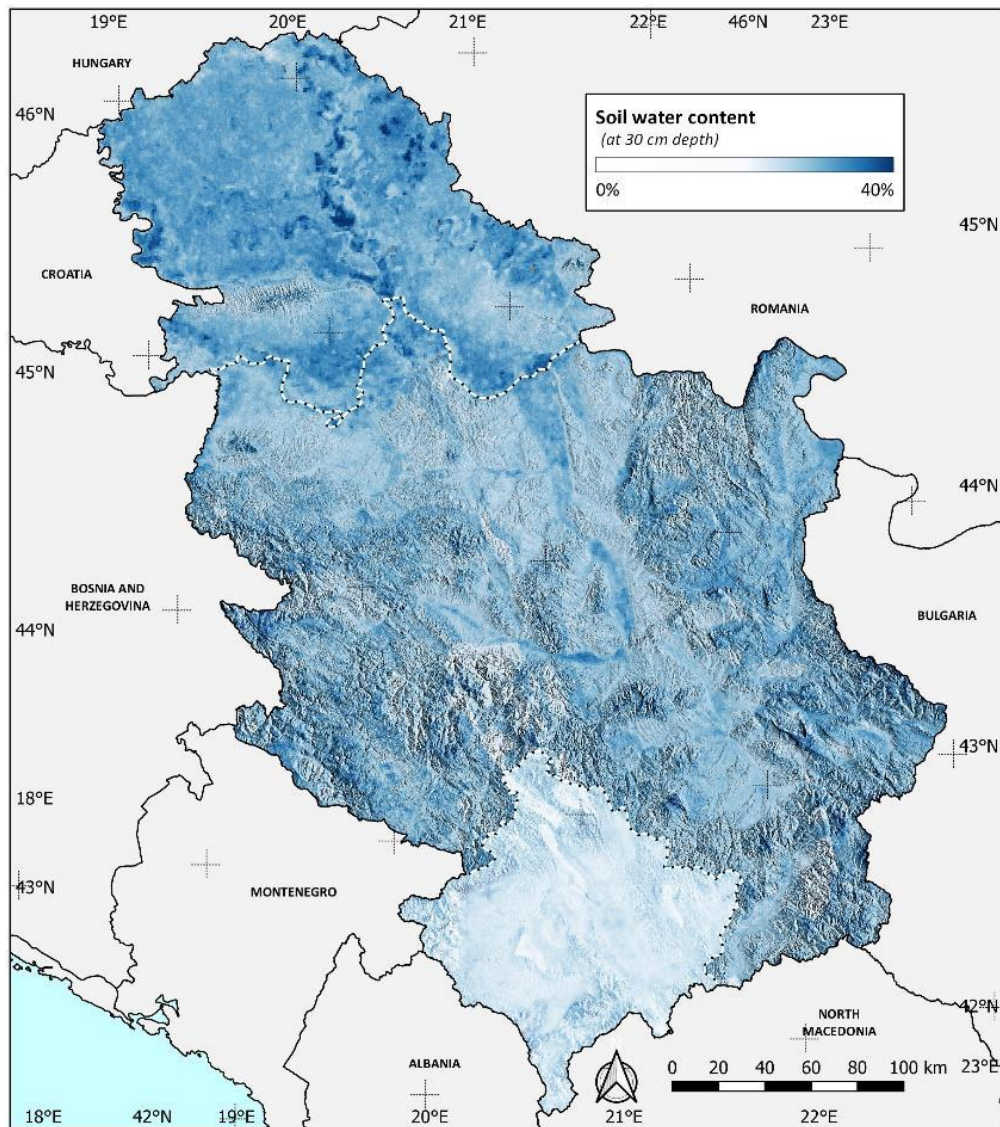 19°E 20°E 21°E 22°E 46°N 23°E
HUNGARY
46°N
Soil water content
(at 30 cm depth)
0% 40%
45°N
CROATIA
ROMANIA
45°N
44°N
BOSNIA AND
HERZEGOVINA
BULGARIA
44°N
43°N
18°E
43°N
MONTENEGRO
42°N
NORTH
MACEDONIA
ALBANIA
0 20 40 60 80 100 km
23°E
18°E 42°N 19°E 20°E 21°E 22°E